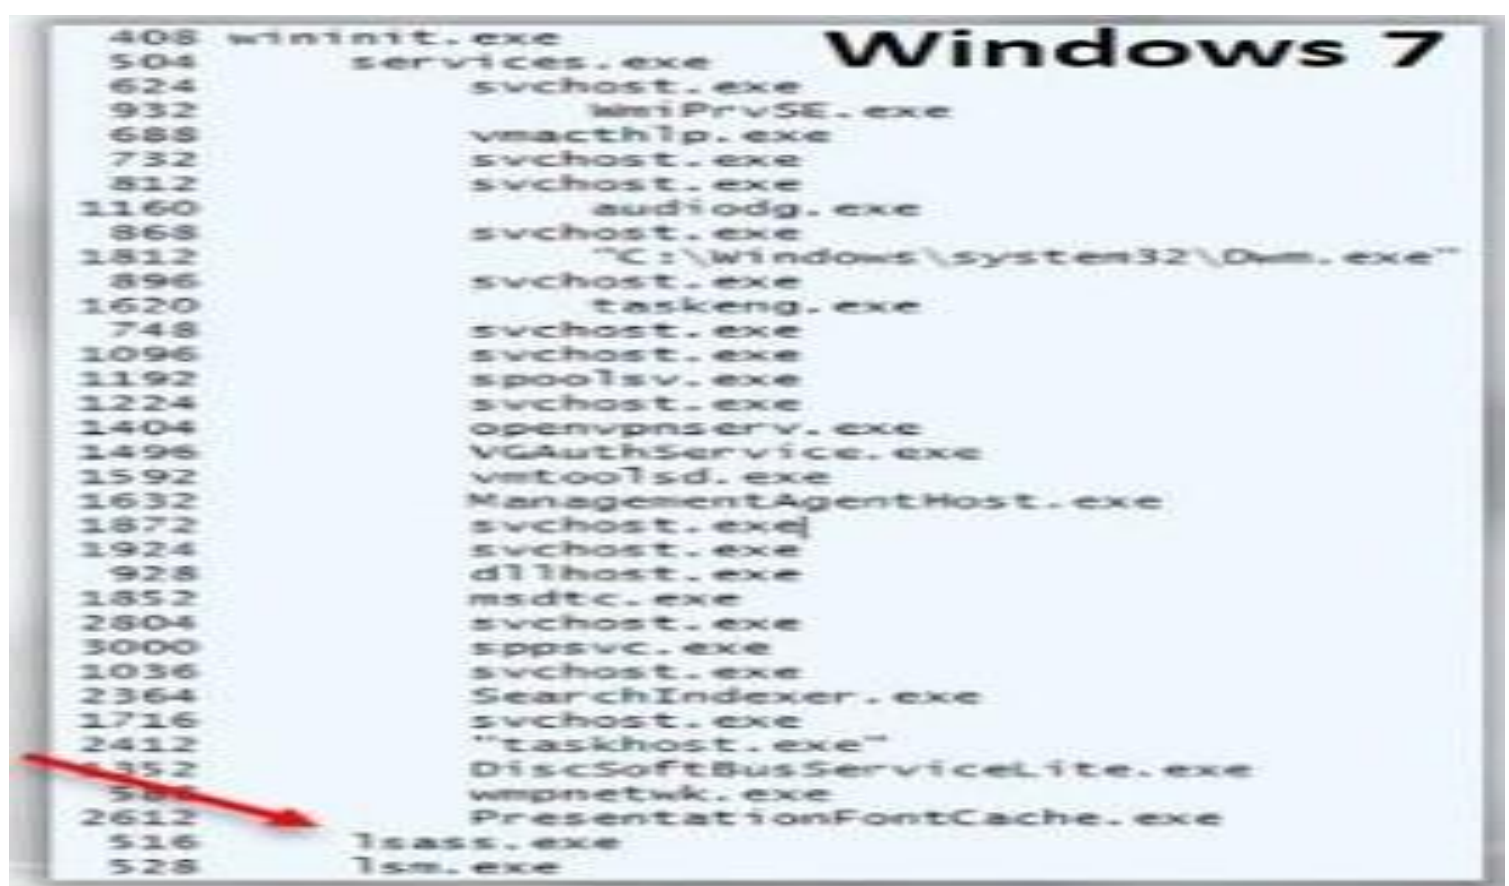 408 wininit.exe Windows 7
504 services.exe
624 svchost.exe
932 WmiPrvSE.exe
688 vmacthlp.exe
732 svchost.exe
812 svchost.exe
1160 audiodg.exe
868 svchost.exe
1812 "C:\Windows\system32\Dwm.exe"
896 svchost.exe
1620 taskeng.exe
748 svchost.exe
1096 svchost.exe
1192 spoolsv.exe
1224 svchost.exe
1404 openvpnserv.exe
1496 VGAuthService.exe
1592 vmtoolsd.exe
1632 ManagementAgentHost.exe
1872 svchost.exe
1924 svchost.exe
928 dllhost.exe
1852 msdtc.exe
2804 svchost.exe
3000 sppsvc.exe
1036 svchost.exe
2364 SearchIndexer.exe
1716 svchost.exe
2412 "taskhost.exe"
DiscSoftBusServiceLite.exe
wmpnetwk.exe
2612 PresentationFontCache.exe
516 lsass.exe
528 lsm.exe